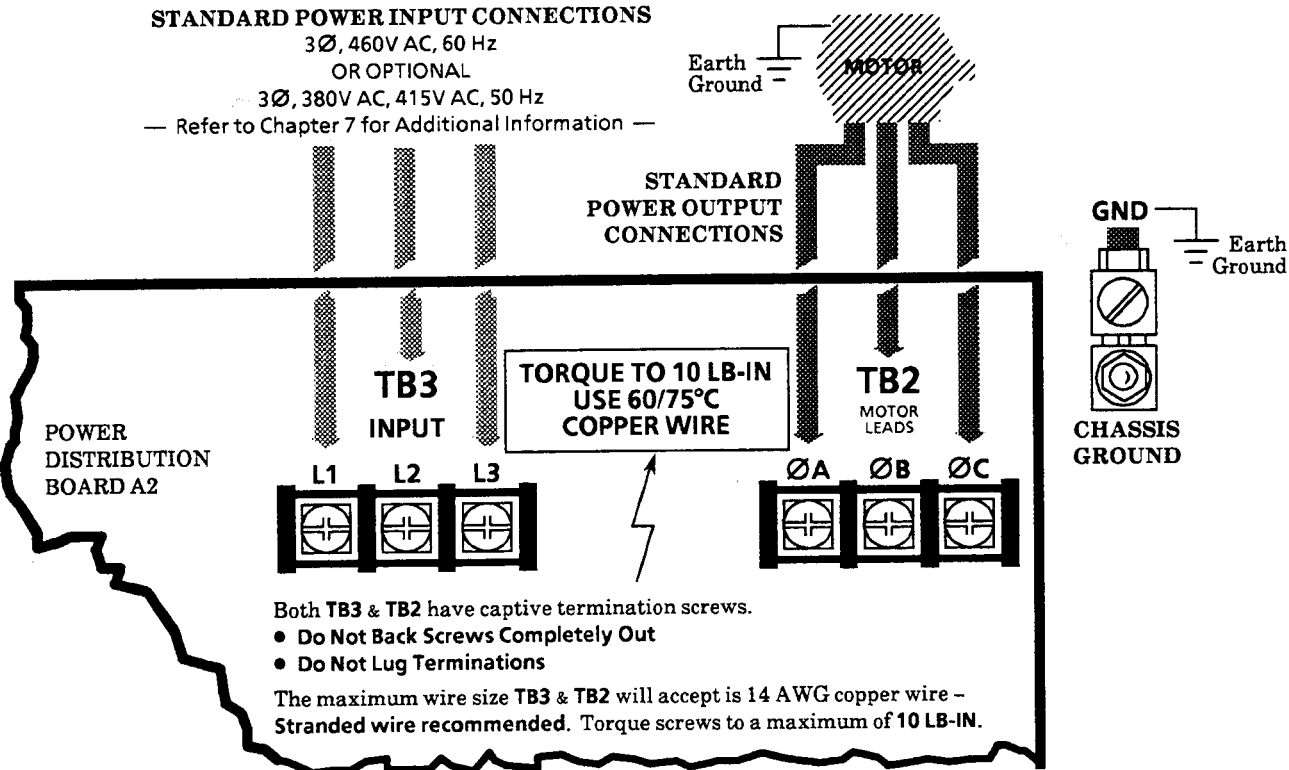 STANDARD POWER INPUT CONNECTIONS
3Ø, 460V AC, 60 Hz
OR OPTIONAL
3Ø, 380V AC, 415V AC, 50 Hz
— Refer to Chapter 7 for Additional Information —
Earth
Ground
MOTOR
STANDARD
POWER OUTPUT
CONNECTIONS
GND
Earth
Ground
CHASSIS
GROUND
POWER
DISTRIBUTION
BOARD A2
TB3
INPUT
TORQUE TO 10 LB-IN
USE 60/75°C
COPPER WIRE
TB2
MOTOR
LEADS
L1 L2 L3
ØA ØB ØC
Both TB3 & TB2 have captive termination screws.
● Do Not Back Screws Completely Out
● Do Not Lug Terminations
The maximum wire size TB3 & TB2 will accept is 14 AWG copper wire –
Stranded wire recommended. Torque screws to a maximum of 10 LB-IN.